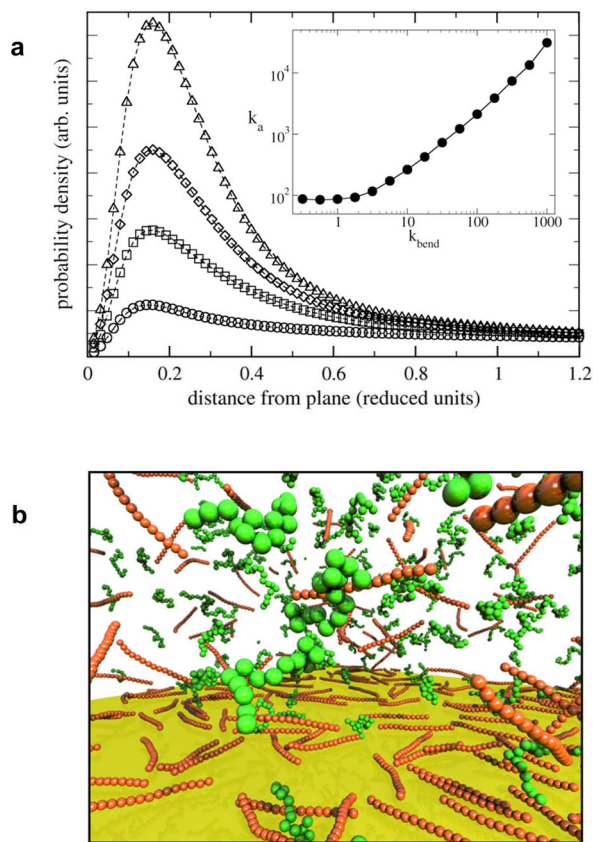 a
probability density (arb. units)
0 0.2 0.4 0.6 0.8 1 1.2
distance from plane (reduced units)
k_a
10^4
10^3
10^2
1 10 100 1000
k_bend
b